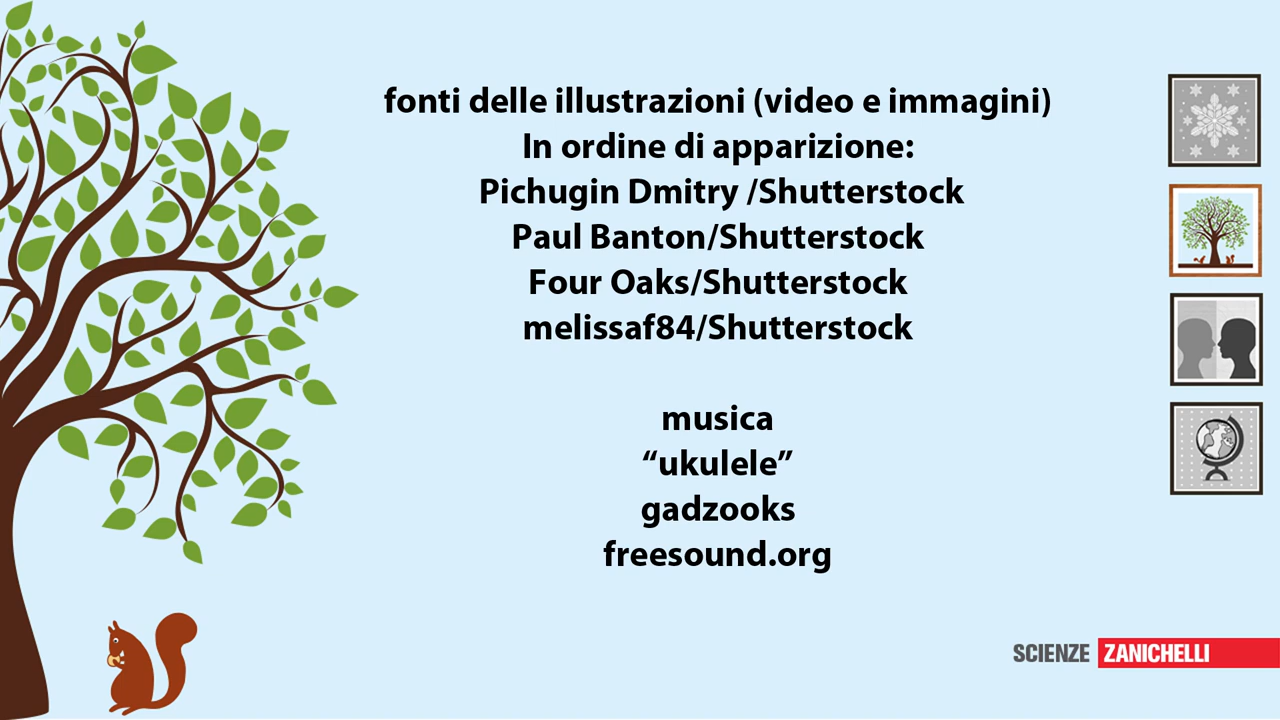 fonti delle illustrazioni (video e immagini)
In ordine di apparizione:
Pichugin Dmitry /Shutterstock
Paul Banton/Shutterstock
Four Oaks/Shutterstock
melissaf84/Shutterstock
musica
“ukulele”
gadzooks
freesound.org
SCIENZE ZANICHELLI